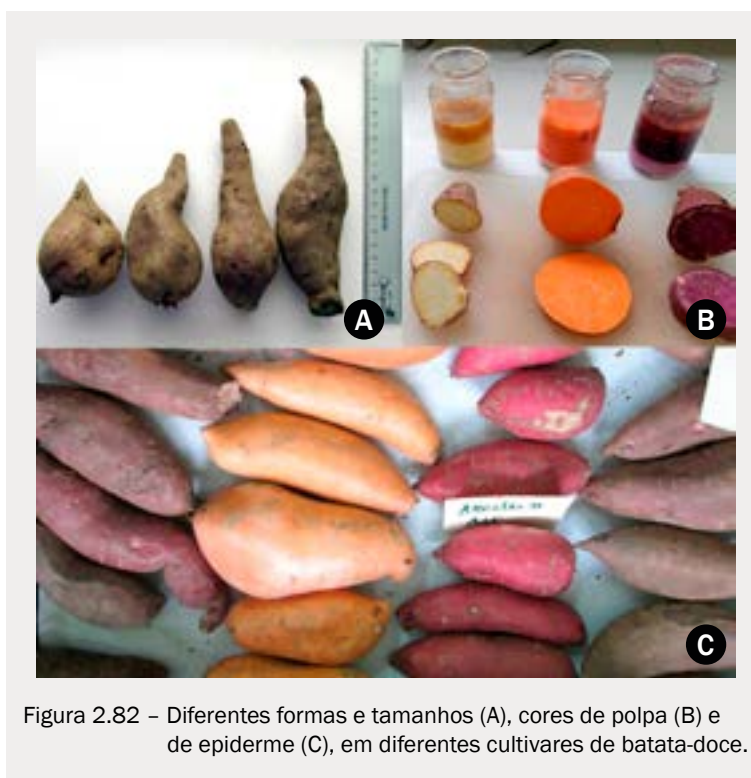 A
B
C
Figura 2.82 – Diferentes formas e tamanhos (A), cores de polpa (B) e
de epiderme (C), em diferentes cultivares de batata-doce.